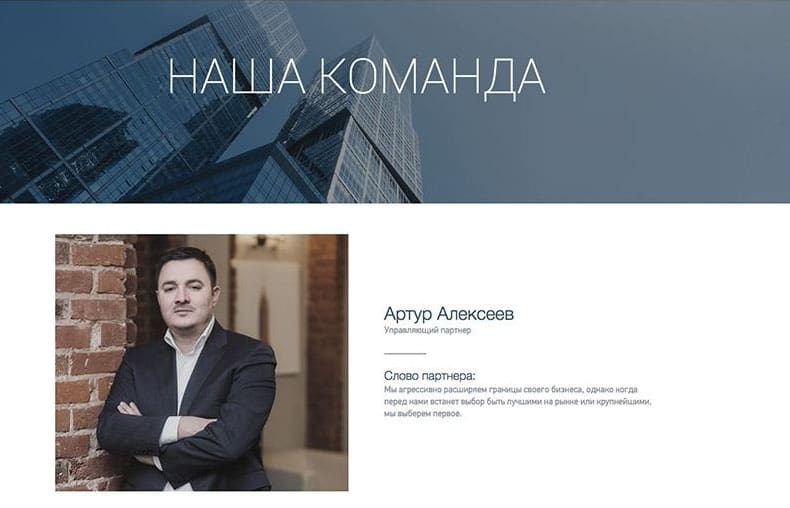 НАША КОМАНДА
Артур Алексеев
Управляющий партнер
Слово партнера:
Мы агрессивно расширяем границы своего бизнеса, однако когда
перед нами встанет выбор быть лучшими на рынке или крупнейшими,
мы выберем первое.